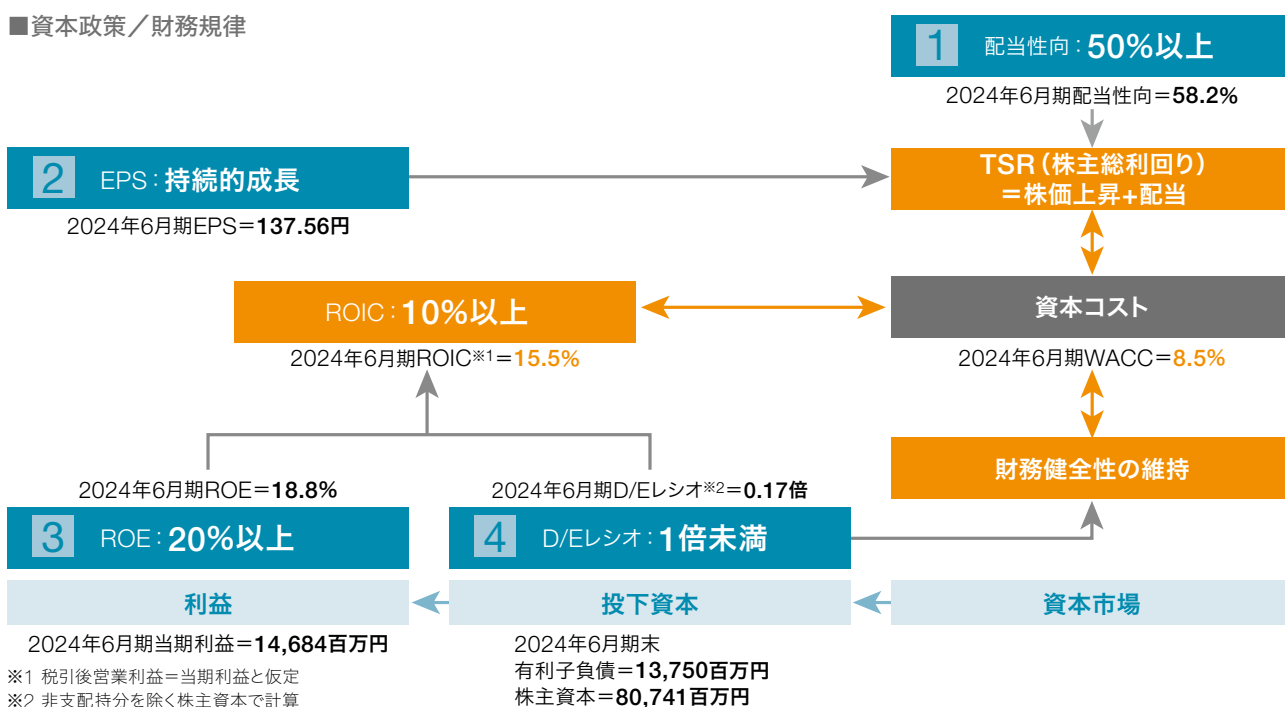 ■資本政策／財務規律
1 配当性向：50%以上
2024年6月期配当性向＝58.2%
2 EPS：持続的成長
2024年6月期EPS＝137.56円
TSR（株主総利回り）
＝株価上昇+配当
ROIC：10%以上
2024年6月期ROIC※1＝15.5%
資本コスト
2024年6月期WACC＝8.5%
財務健全性の維持
2024年6月期ROE＝18.8%
3 ROE：20%以上
2024年6月期D/Eレシオ※2＝0.17倍
4 D/Eレシオ：1倍未満
利益
投下資本
資本市場
2024年6月期当期利益＝14,684百万円
2024年6月期末
有利子負債＝13,750百万円
株主資本＝80,741百万円
※1 税引後営業利益＝当期利益と仮定
※2 非支配持分を除く株主資本で計算